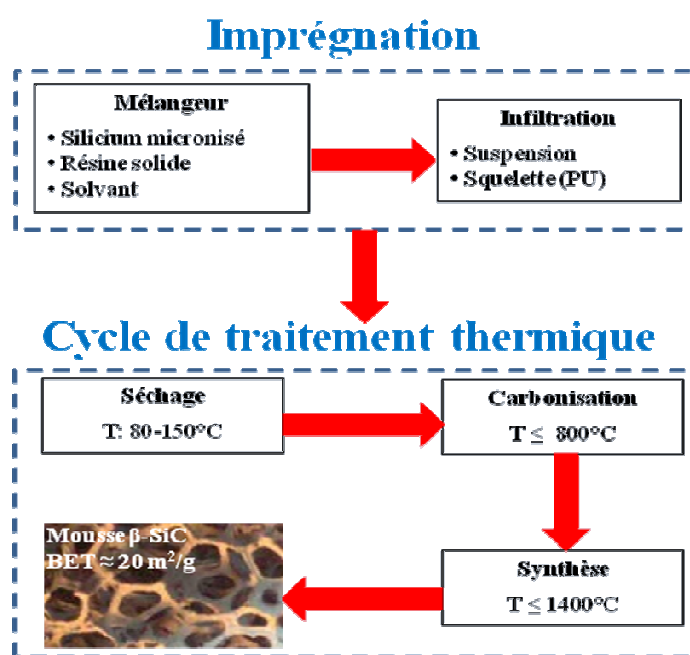 Imprégnation
Mélangeur
• Silicium micronisé
• Résine solide
• Solvant
Infiltration
• Suspension
• Squelette (PU)
Cycle de traitement thermique
Séchage
T: 80-150°C
Carbonisation
T ≤ 800°C
Mousse β-SiC
BET ≈ 20 m²/g
Synthèse
T ≤ 1400°C